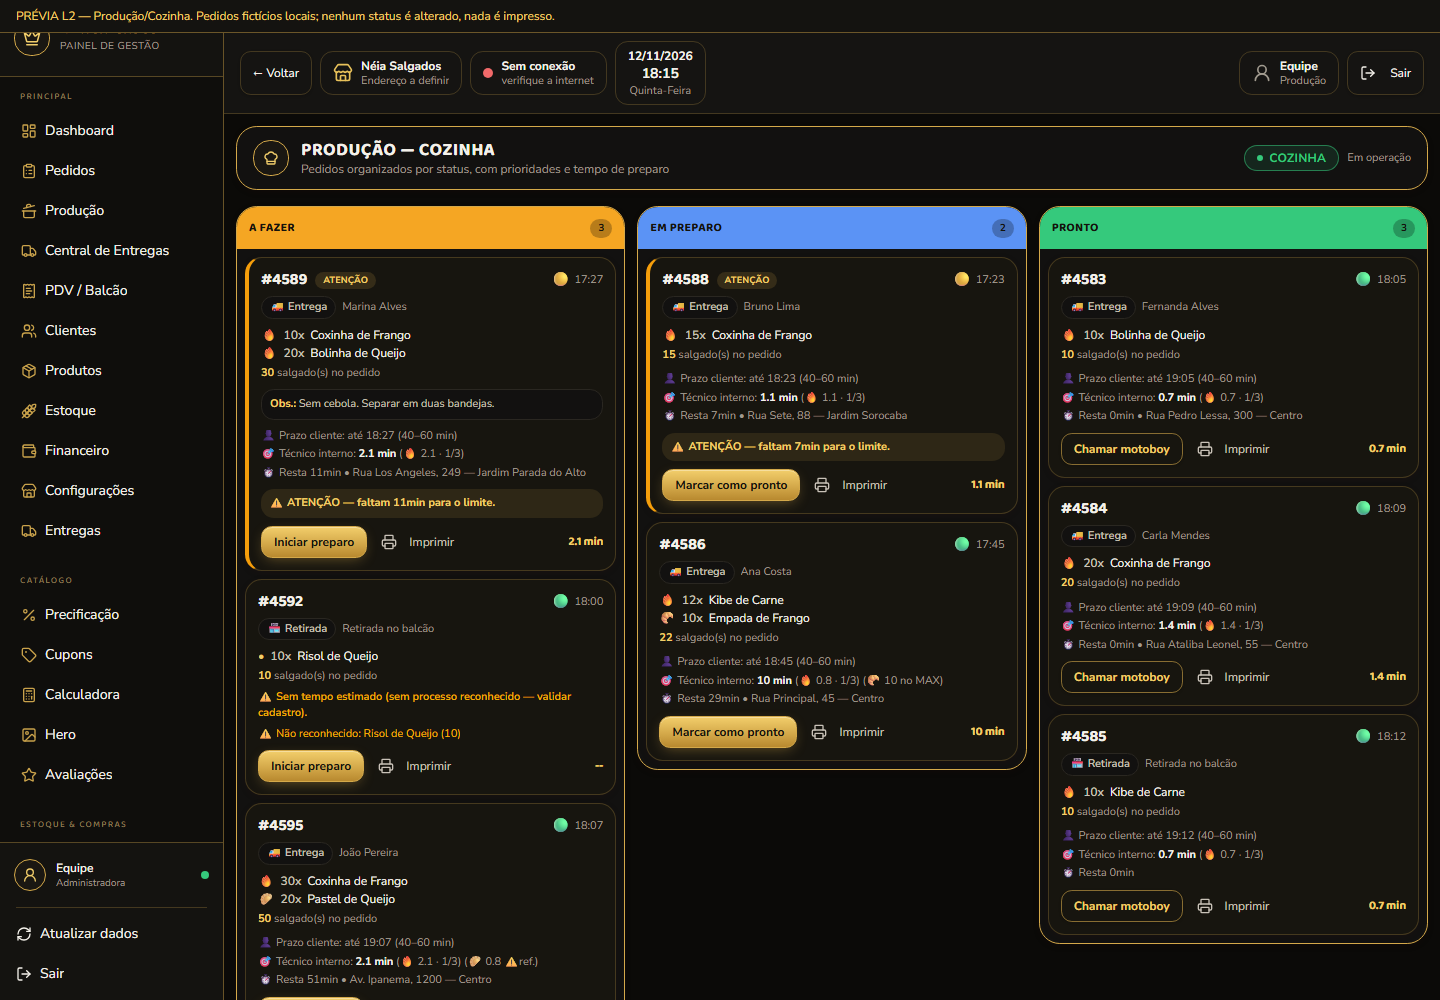 PRÉVIA L2 — Produção/Cozinha. Pedidos fictícios locais; nenhum status é alterado, nada é impresso.
PAINEL DE GESTÃO
PRINCIPAL
Dashboard
Pedidos
Produção
Central de Entregas
PDV / Balcão
Clientes
Produtos
Estoque
Financeiro
Configurações
Entregas
CATÁLOGO
Precificação
Cupons
Calculadora
Hero
Avaliações
ESTOQUE & COMPRAS
Equipe
Administradora
Atualizar dados
Sair
← Voltar
Néia Salgados
Endereço a definir
Sem conexão
verifique a internet
12/11/2026
18:15
Quinta-Feira
Equipe
Produção
Sair
PRODUÇÃO — COZINHA
Pedidos organizados por status, com prioridades e tempo de preparo
COZINHA
Em operação
A FAZER 3
#4589 ATENÇÃO 17:27
Entrega Marina Alves
10x Coxinha de Frango
20x Bolinha de Queijo
30 salgado(s) no pedido
Obs.: Sem cebola. Separar em duas bandejas.
Prazo cliente: até 18:27 (40–60 min)
Técnico interno: 2.1 min (🔥 2.1 · 1/3)
Resta 11min • Rua Los Angeles, 249 — Jardim Parada do Alto
⚠ ATENÇÃO — faltam 11min para o limite.
Iniciar preparo Imprimir 2.1 min
#4592 18:00
Retirada Retirada no balcão
• 10x Risol de Queijo
10 salgado(s) no pedido
⚠ Sem tempo estimado (sem processo reconhecido — validar
cadastro).
⚠ Não reconhecido: Risol de Queijo (10)
Iniciar preparo Imprimir --
#4595 18:07
Entrega João Pereira
30x Coxinha de Frango
20x Pastel de Queijo
50 salgado(s) no pedido
Prazo cliente: até 19:07 (40–60 min)
Técnico interno: 2.1 min (🔥 2.1 · 1/3) (🥟 0.8 ⚠ref.)
Resta 51min • Av. Ipanema, 1200 — Centro
EM PREPARO 2
#4588 ATENÇÃO 17:23
Entrega Bruno Lima
15x Coxinha de Frango
15 salgado(s) no pedido
Prazo cliente: até 18:23 (40–60 min)
Técnico interno: 1.1 min (🔥 1.1 · 1/3)
Resta 7min • Rua Sete, 88 — Jardim Sorocaba
⚠ ATENÇÃO — faltam 7min para o limite.
Marcar como pronto Imprimir 1.1 min
#4586 17:45
Entrega Ana Costa
12x Kibe de Carne
10x Empada de Frango
22 salgado(s) no pedido
Prazo cliente: até 18:45 (40–60 min)
Técnico interno: 10 min (🔥 0.8 · 1/3) (🥐 10 no MAX)
Resta 29min • Rua Principal, 45 — Centro
Marcar como pronto Imprimir 10 min
PRONTO 3
#4583 18:05
Entrega Fernanda Alves
10x Bolinha de Queijo
10 salgado(s) no pedido
Prazo cliente: até 19:05 (40–60 min)
Técnico interno: 0.7 min (🔥 0.7 · 1/3)
Resta 0min • Rua Pedro Lessa, 300 — Centro
Chamar motoboy Imprimir 0.7 min
#4584 18:09
Entrega Carla Mendes
20x Coxinha de Frango
20 salgado(s) no pedido
Prazo cliente: até 19:09 (40–60 min)
Técnico interno: 1.4 min (🔥 1.4 · 1/3)
Resta 0min • Rua Ataliba Leonel, 55 — Centro
Chamar motoboy Imprimir 1.4 min
#4585 18:12
Retirada Retirada no balcão
10x Kibe de Carne
10 salgado(s) no pedido
Prazo cliente: até 19:12 (40–60 min)
Técnico interno: 0.7 min (🔥 0.7 · 1/3)
Resta 0min
Chamar motoboy Imprimir 0.7 min